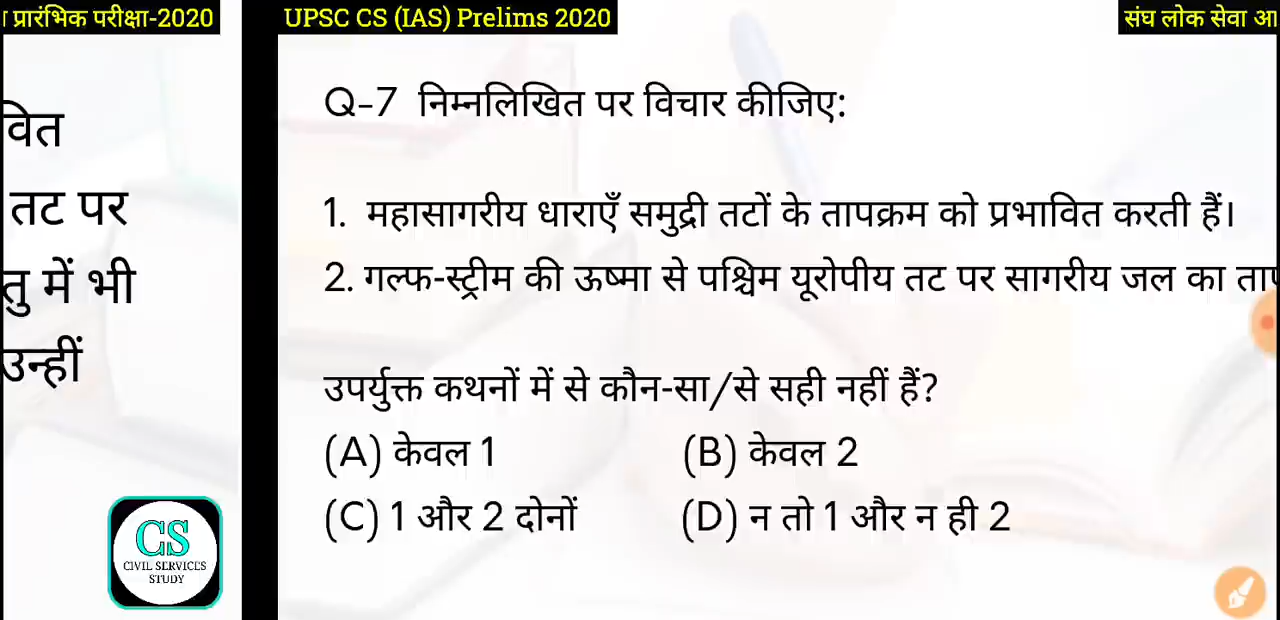 प्रारंभिक परीक्षा-2020
वित
तट पर
तु में भी
उन्हीं
CS
CIVIL SERVICES
STUDY
UPSC CS (IAS) Prelims 2020
संघ लोक सेवा आ
Q-7 निम्नलिखित पर विचार कीजिए:
1. महासागरीय धाराएँ समुद्री तटों के तापक्रम को प्रभावित करती हैं।
2. गल्फ-स्ट्रीम की ऊष्मा से पश्चिम यूरोपीय तट पर सागरीय जल का
उपर्युक्त कथनों में से कौन-सा/से सही नहीं हैं?
(A) केवल 1 (B) केवल 2
(C) 1 और 2 दोनों (D) न तो 1 और न ही 2